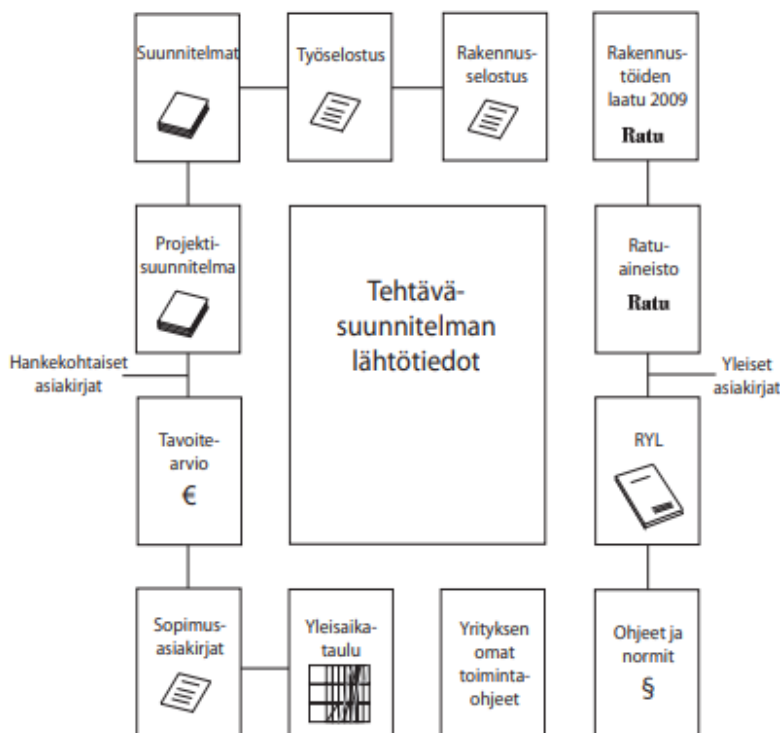 Suunnitelmat
Työselostus
Rakennus-
selostus
Rakennus-
töiden
laatu 2009
Ratu
Projekti-
suunnitelma
Tehtävä-
suunnitelman
lähtötiedot
Ratu-
aineisto
Ratu
Hankekohtaiset
asiakirjat
Yleiset
asiakirjat
Tavoite-
arvio
€
RYL
Sopimus-
asiakirjat
Yleisaika-
taulu
Yrityksen
omat
toiminta-
ohjeet
Ohjeet ja
normit
§